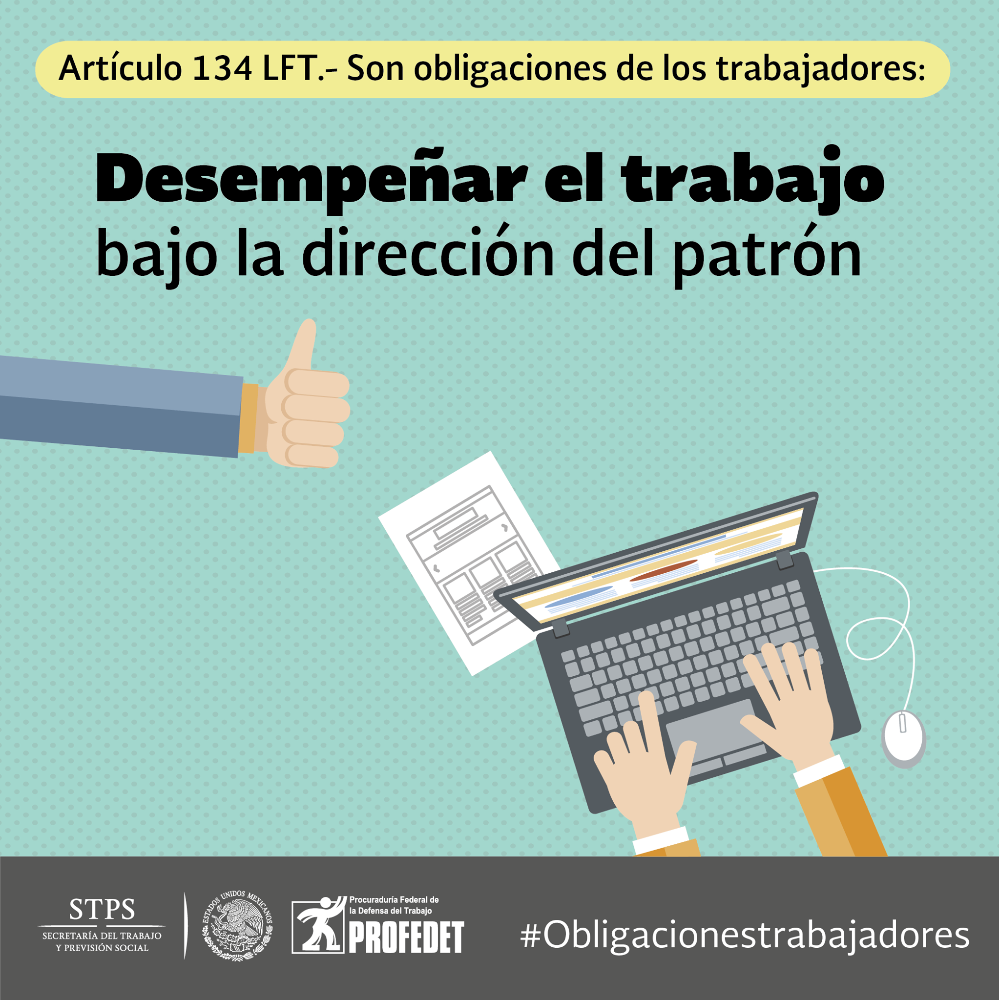 Artículo 134 LFT.- Son obligaciones de los trabajadores:
Desempeñar el trabajo
bajo la dirección del patrón
STPS
SECRETARÍA DEL TRABAJO
Y PREVISIÓN SOCIAL
ESTADOS UNIDOS MEXICANOS
Procuraduría Federal de
la Defensa del Trabajo
PROFEDET
#Obligacionestrabajadores